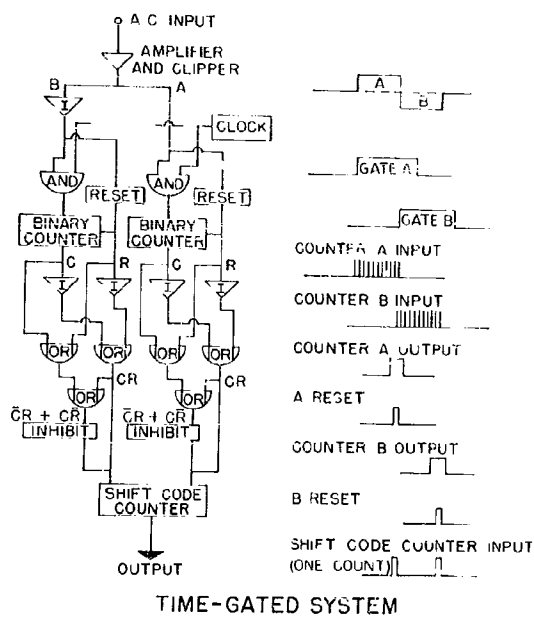 A C INPUT
AMPLIFIER
AND CLIPPER
B
A
I
CLOCK
AND
RESET
AND
RESET
BINARY
COUNTER
BINARY
COUNTER
C
R
C
R
I
I
I
I
OR
OR
OR
OR
CR
CR
OR
OR
C̄R + CR̄
INHIBIT
C̄R + CR̄
INHIBIT
SHIFT CODE
COUNTER
OUTPUT
A
B
GATE A
GATE B
COUNTER A INPUT
COUNTER B INPUT
COUNTER A OUTPUT
A RESET
COUNTER B OUTPUT
B RESET
SHIFT CODE COUNTER INPUT
(ONE COUNT)
TIME-GATED SYSTEM